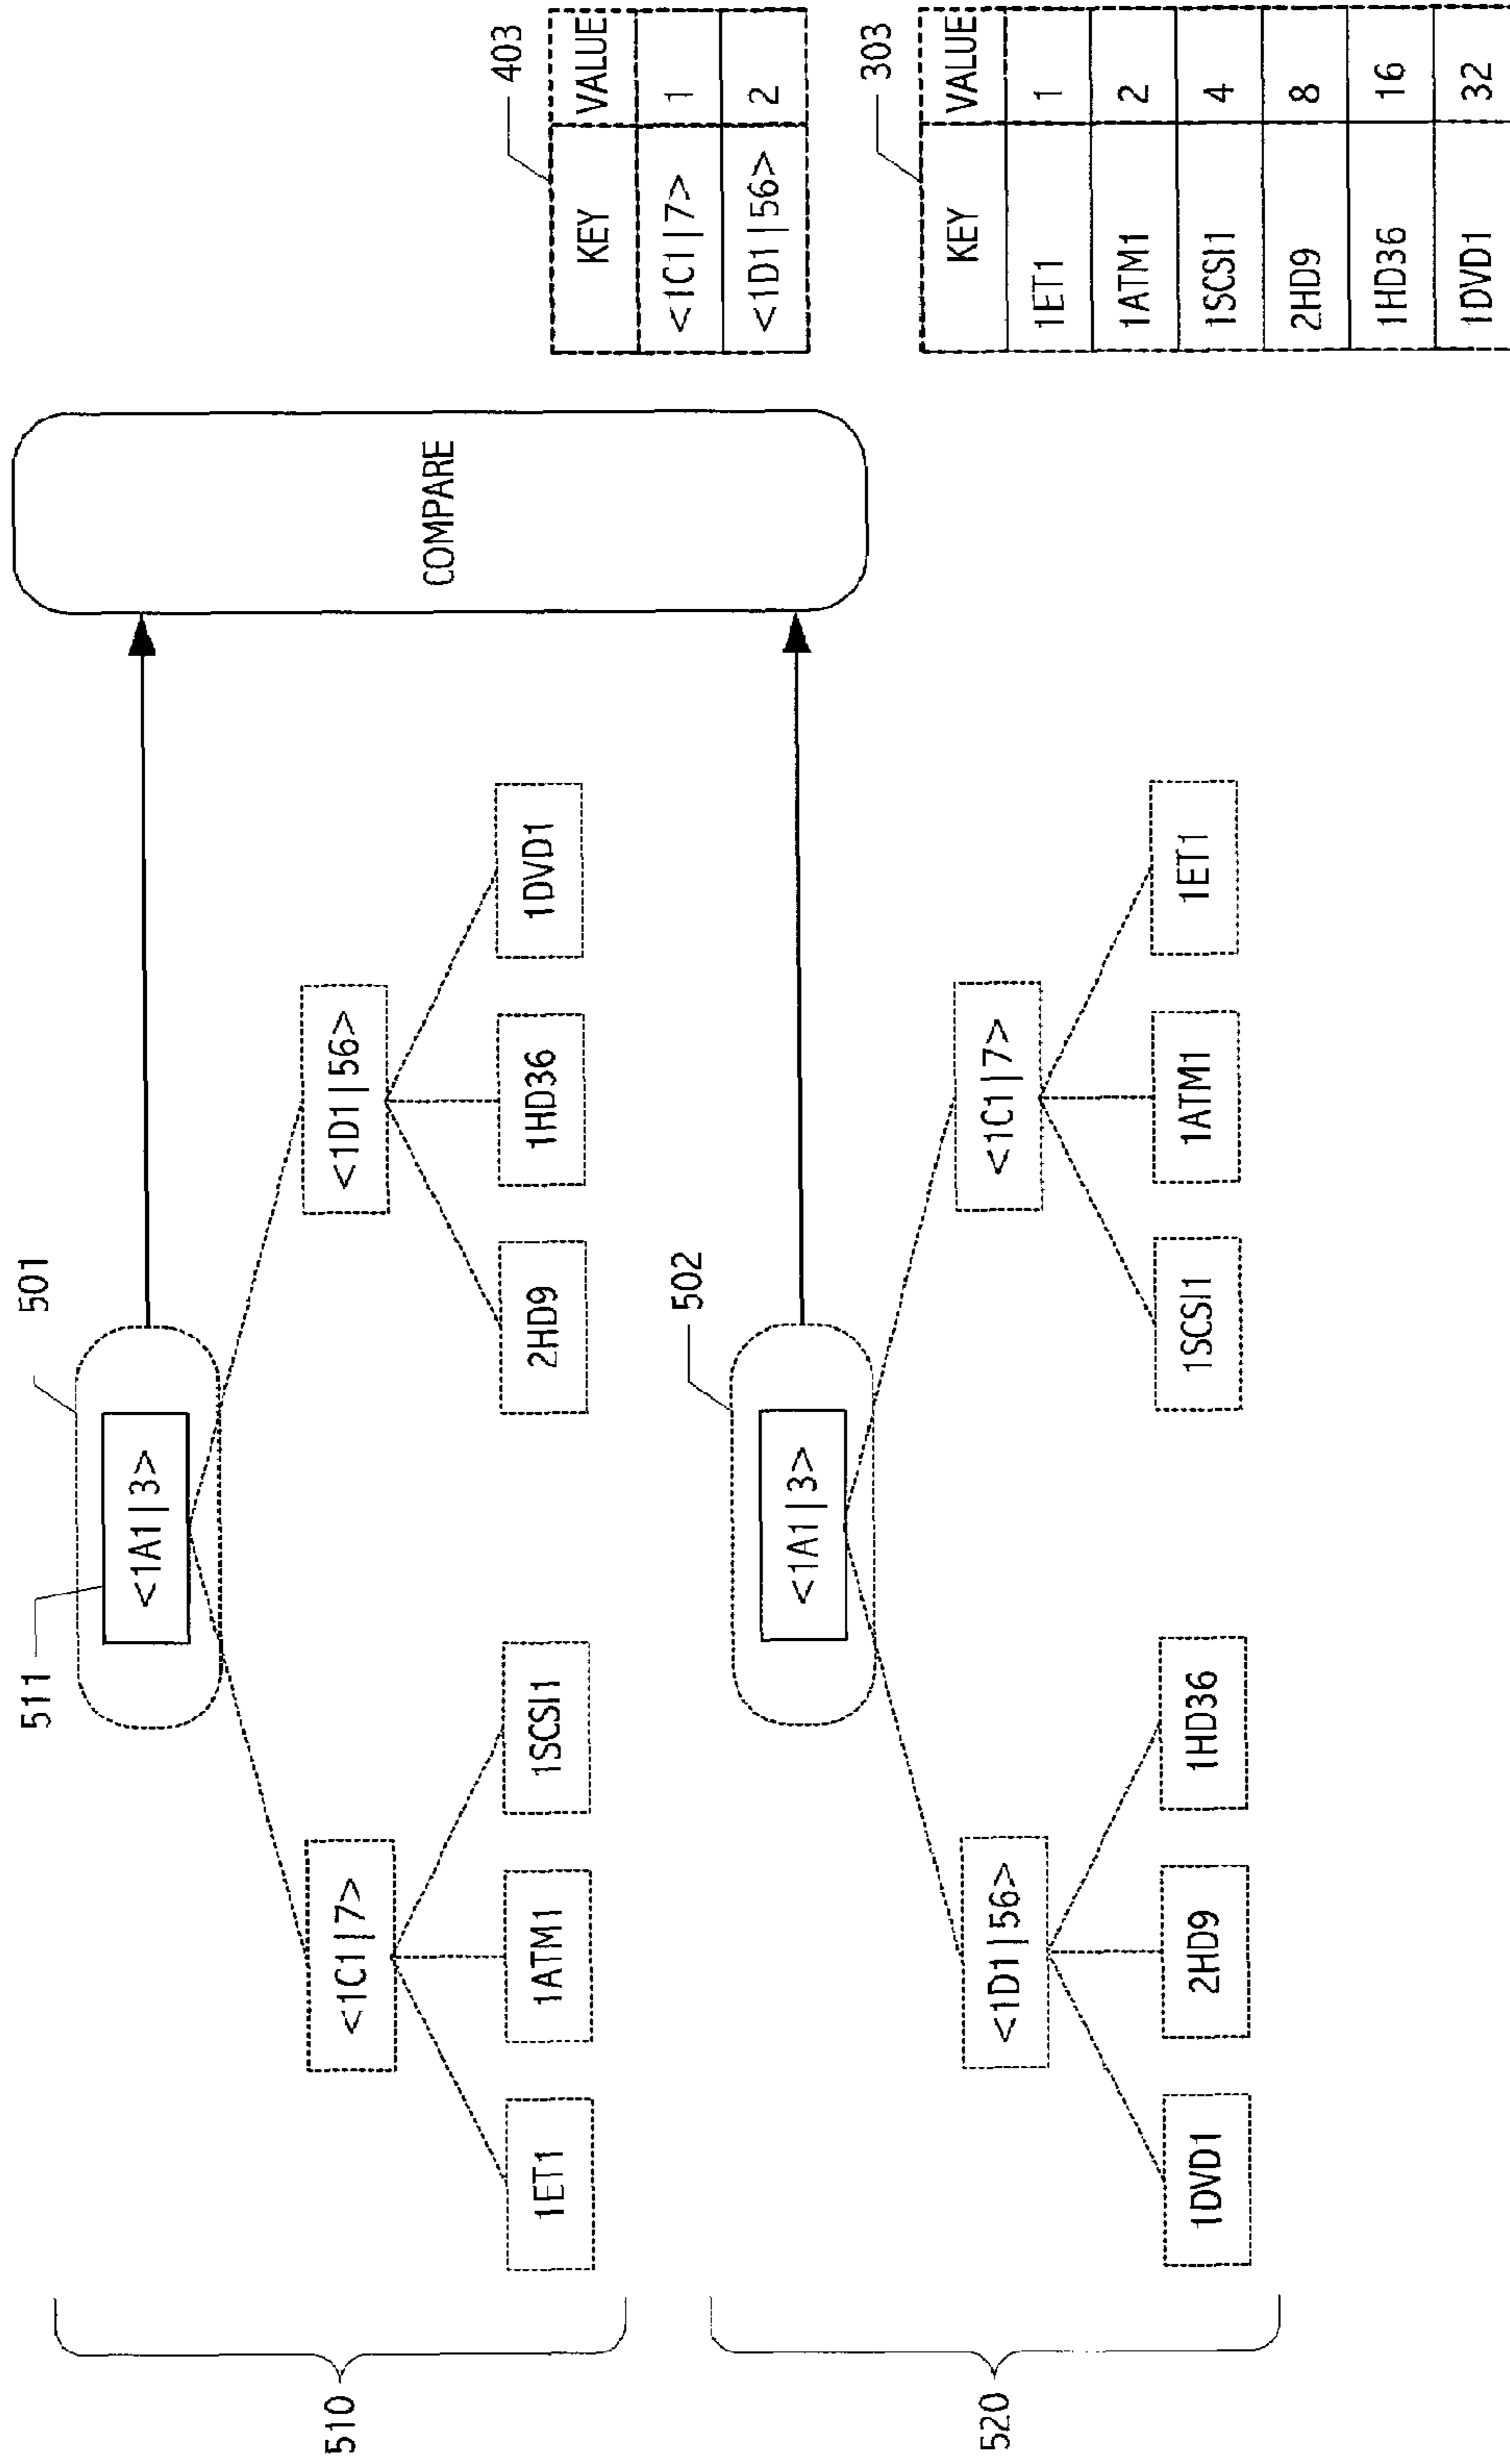 501
511
<1A1|3>
<1C1|7>
<1D1|56>
1ET1
1ATM1
1SCSI1
2HD9
1HD36
1DVD1
510
COMPARE
502
<1A1|3>
<1D1|56>
<1C1|7>
1DVD1
2HD9
1HD36
1SCSI1
1ATM1
1ET1
520
403
KEY VALUE
<1C1|7> 1
<1D1|56> 2
303
KEY VALUE
1ET1 1
1ATM1 2
1SCSI1 4
2HD9 8
1HD36 16
1DVD1 32